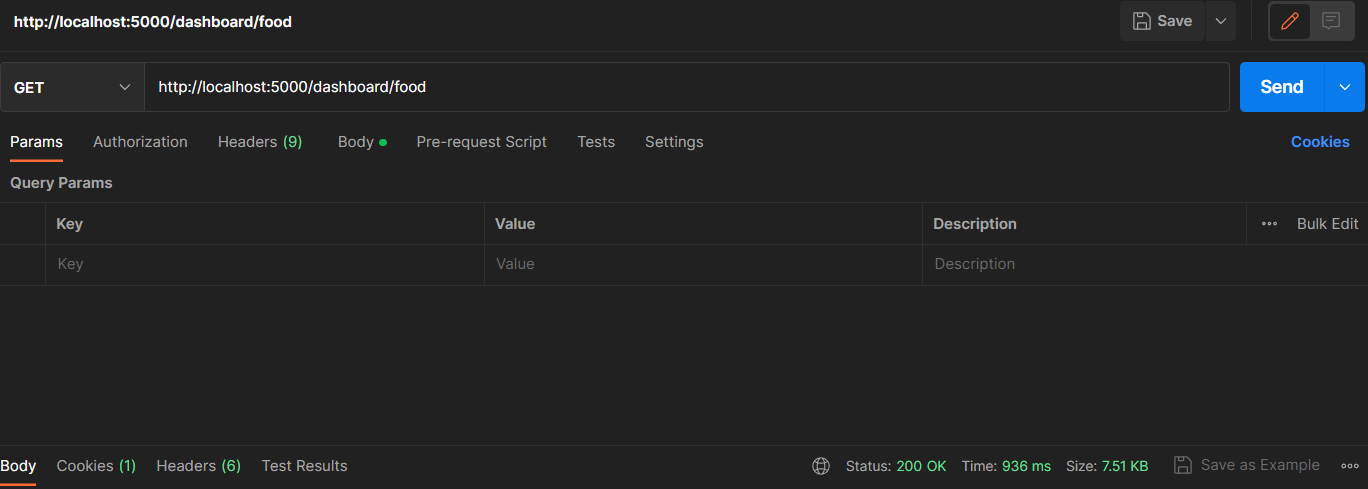 http://localhost:5000/dashboard/food Save
GET http://localhost:5000/dashboard/food Send
Params Authorization Headers (9) Body Pre-request Script Tests Settings Cookies
Query Params
Key Value Description Bulk Edit
Key Value Description
Body Cookies (1) Headers (6) Test Results Status: 200 OK Time: 936 ms Size: 7.51 KB Save as Example